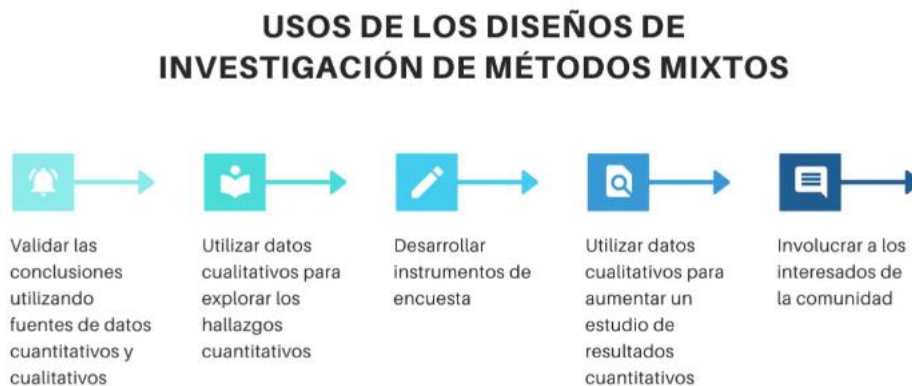 USOS DE LOS DISEÑOS DE
INVESTIGACIÓN DE MÉTODOS MIXTOS
Validar las
conclusiones
utilizando
fuentes de datos
cuantitativos y
cualitativos
Utilizar datos
cualitativos para
explorar los
hallazgos
cuantitativos
Desarrollar
instrumentos de
encuesta
Utilizar datos
cualitativos para
aumentar un
estudio de
resultados
cuantitativos
Involucrar a los
interesados de
la comunidad